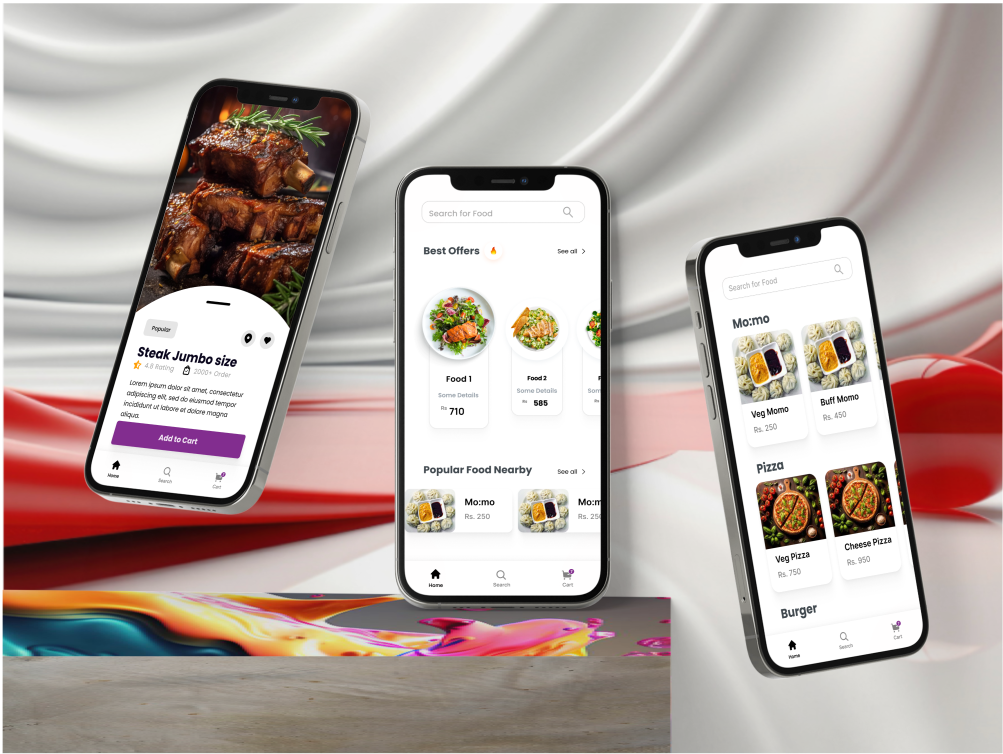 Popular
Steak Jumbo size
4.8 Rating
2000+ Order
Lorem ipsum dolor sit amet, consectetur
adipiscing elit, sed do eiusmod tempor
incididunt ut labore et dolore magna
aliqua.
Add to Cart
Home
Search
Cart
Search for Food
Best Offers
See all
Food 1
Some Details
Rs 710
Food 2
Some Details
Rs 585
Popular Food Nearby
See all
Mo:mo
Rs. 250
Mo:m
Rs. 250
Home
Search
Cart
Search for Food
Mo:mo
Veg Momo
Rs. 250
Buff Momo
Rs. 450
Pizza
Veg Pizza
Rs. 750
Cheese Pizza
Rs. 950
Burger
Home
Search
Cart